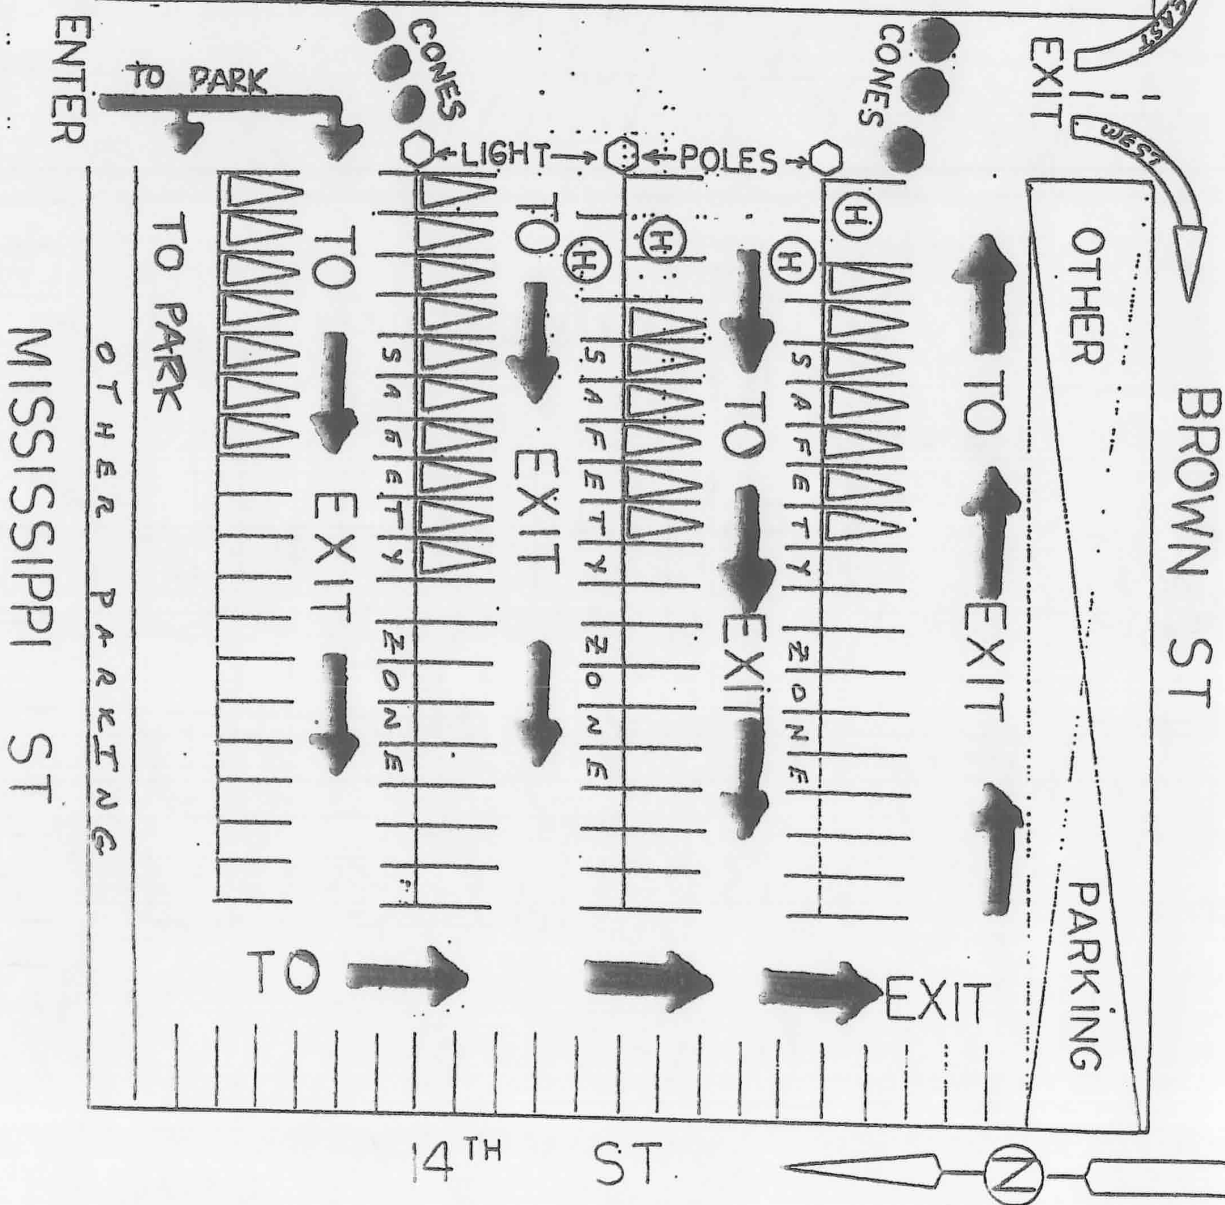 ENTER
TO PARK
CONES
CONES
EXIT
EAST
WEST
LIGHT
POLES
H
H
H
H
TO PARK
TO EXIT
TO EXIT
TO EXIT
TO EXIT
SAFETY ZONE
SAFETY ZONE
SAFETY ZONE
OTHER PARKING
OTHER PARKING
MISSISSIPPI ST
BROWN ST
TO EXIT
14TH ST
N